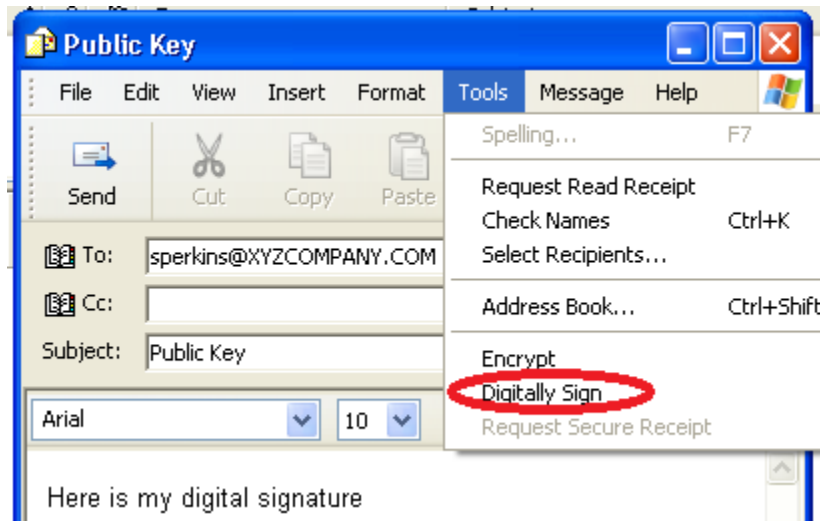 Public Key
File Edit View Insert Format Tools Message Help
Send Cut Copy Paste
Spelling... F7
Request Read Receipt
Check Names Ctrl+K
Select Recipients...
Address Book... Ctrl+Shift
Encrypt
Digitally Sign
Request Secure Receipt
To: sperkins@XYZCOMPANY.COM
Cc:
Subject: Public Key
Arial 10
Here is my digital signature